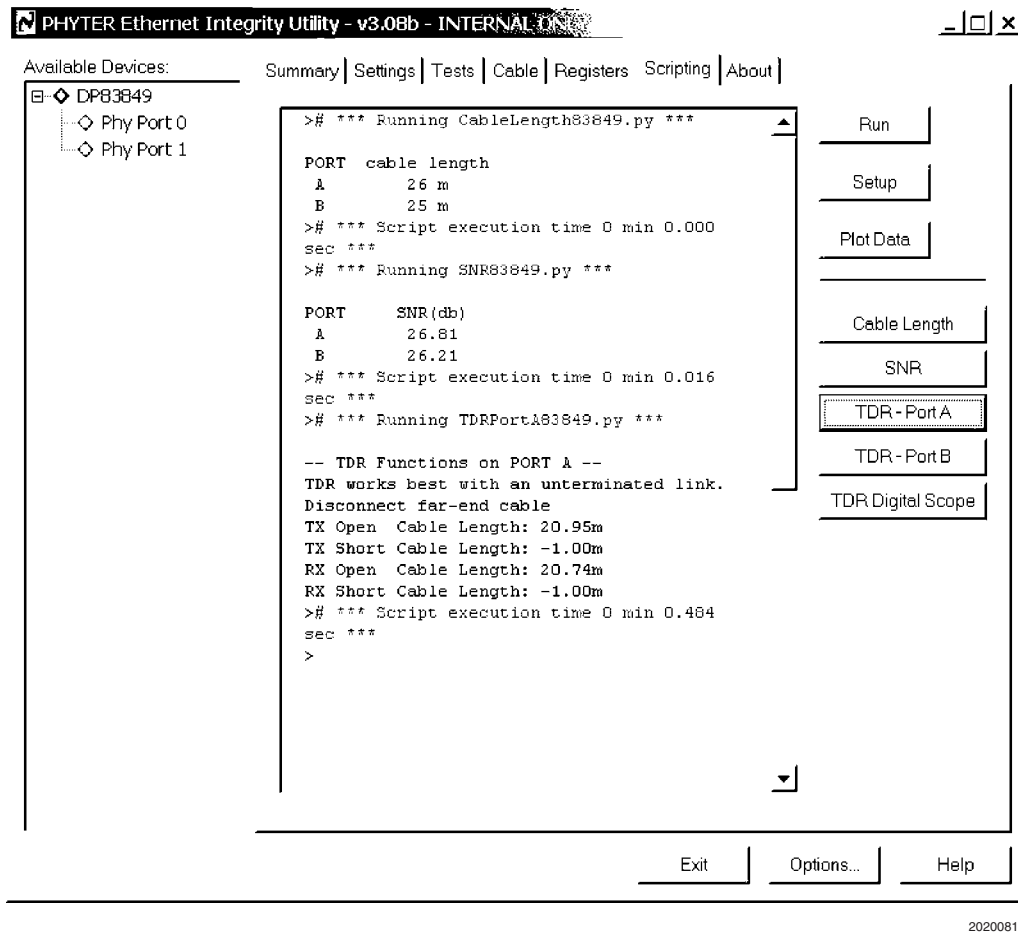 PHYTER Ethernet Integrity Utility - v3.08b - INTERNAL ONLY
Available Devices:
DP83849
Phy Port 0
Phy Port 1
Summary Settings Tests Cable Registers Scripting About
># *** Running CableLength83849.py ***
PORT cable length
A 26 m
B 25 m
># *** Script execution time 0 min 0.000
sec ***
># *** Running SNR83849.py ***
PORT SNR(db)
A 26.81
B 26.21
># *** Script execution time 0 min 0.016
sec ***
># *** Running TDRPortA83849.py ***
-- TDR Functions on PORT A --
TDR works best with an unterminated link.
Disconnect far-end cable
TX Open Cable Length: 20.95m
TX Short Cable Length: -1.00m
RX Open Cable Length: 20.74m
RX Short Cable Length: -1.00m
># *** Script execution time 0 min 0.484
sec ***
>
Run
Setup
Plot Data
Cable Length
SNR
TDR - Port A
TDR - Port B
TDR Digital Scope
Exit Options... Help
2020081